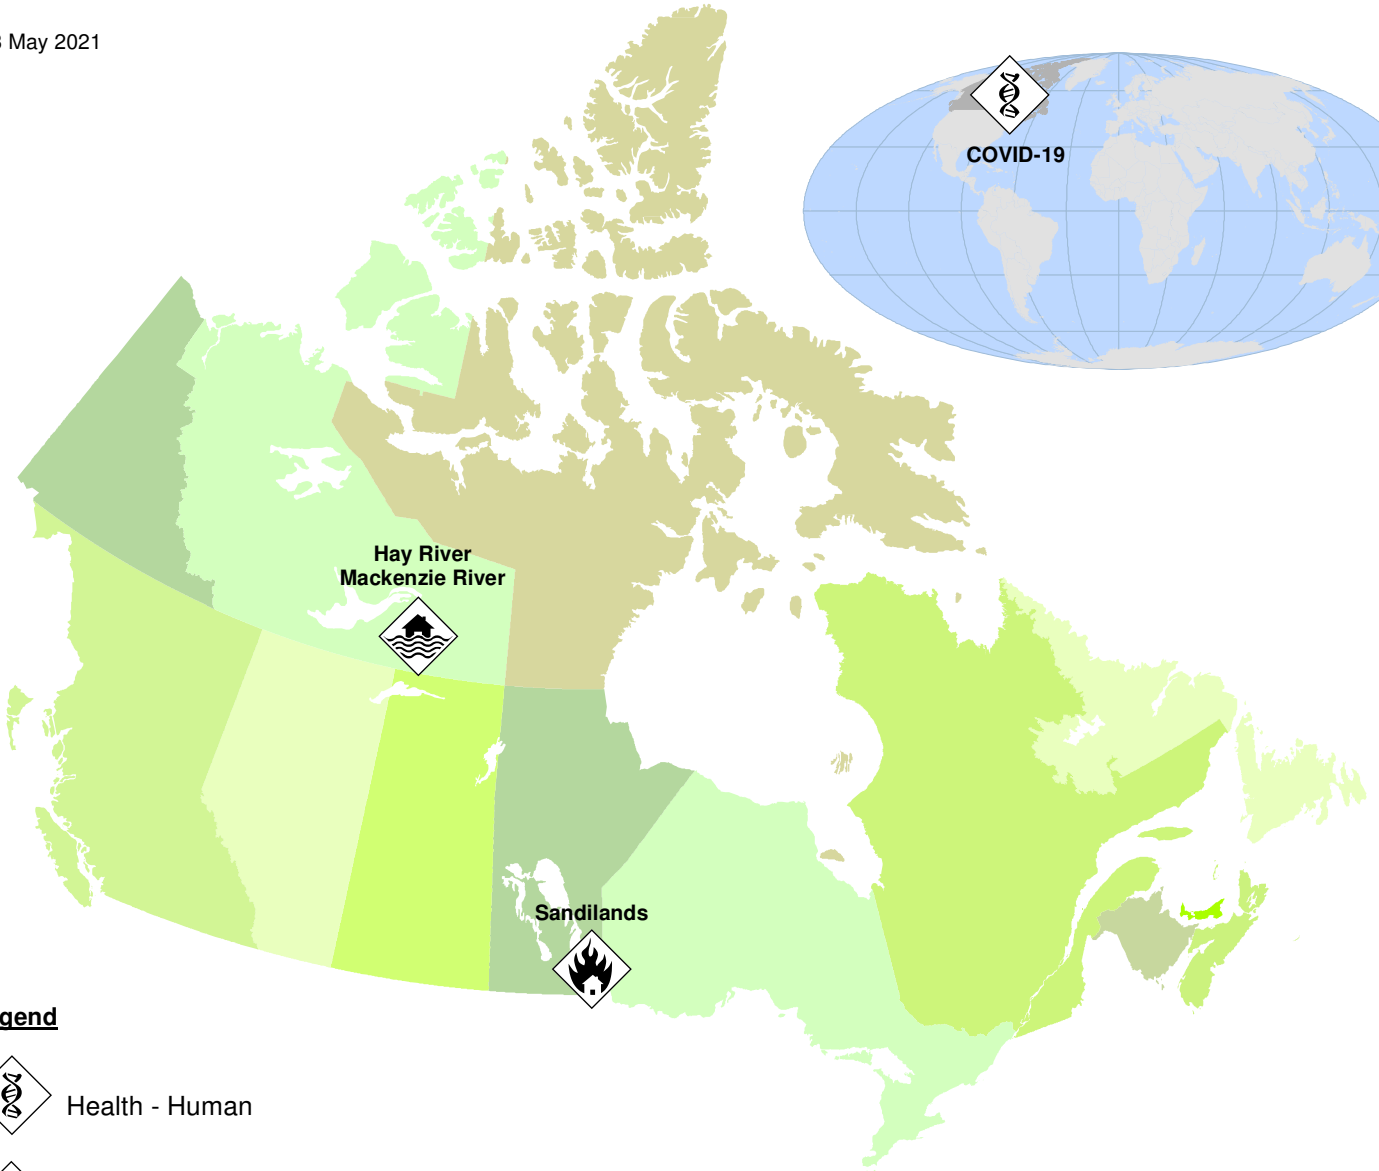 May 2021
COVID-19
Hay River
Mackenzie River
Sandilands
gend
Health - Human